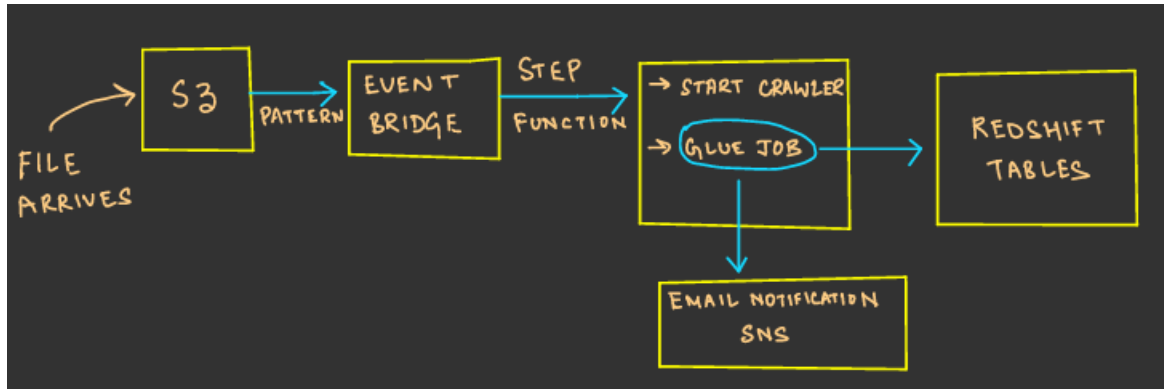 FILE
ARRIVES
S3
PATTERN
EVENT
BRIDGE
STEP
FUNCTION
→ START CRAWLER
→ GLUE JOB
REDSHIFT
TABLES
EMAIL NOTIFICATION
SNS